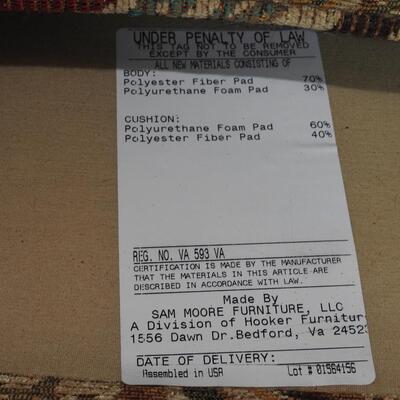 UNDER PENALTY OF LAW
THIS TAG NOT TO BE REMOVED
EXCEPT BY THE CONSUMER
ALL NEW MATERIALS CONSISTING OF
BODY:
Polyester Fiber Pad 70%
Polyurethane Foam Pad 30%
CUSHION:
Polyurethane Foam Pad 60%
Polyester Fiber Pad 40%
REG. NO. VA 593 VA
CERTIFICATION IS MADE BY THE MANUFACTURER
THAT THE MATERIALS IN THIS ARTICLE ARE
DESCRIBED IN ACCORDANCE WITH LAW.
Made By
SAM MOORE FURNITURE, LLC
A Division of Hooker Furnitur
1556 Dawn Dr.Bedford, Va 2452
DATE OF DELIVERY:
Assembled in USA Lot # 01564156